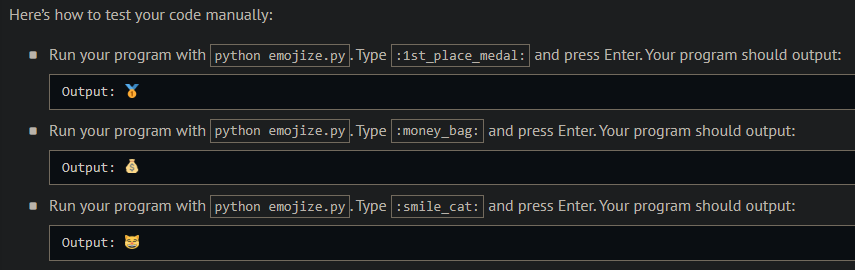 Here's how to test your code manually:
Run your program with python emojize.py. Type :1st_place_medal: and press Enter. Your program should output:
Output: 🥇
Run your program with python emojize.py. Type :money_bag: and press Enter. Your program should output:
Output: 💰
Run your program with python emojize.py. Type :smile_cat: and press Enter. Your program should output:
Output: 😸